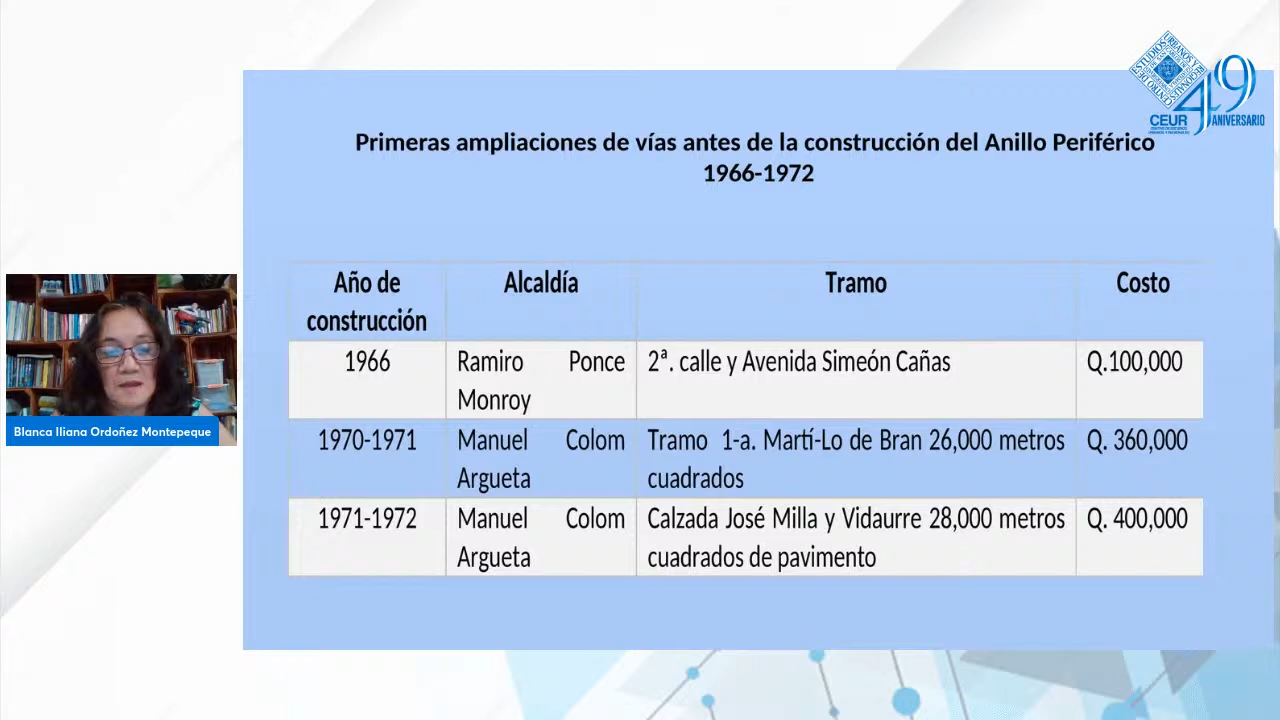 CEUR
49
ANIVERSARIO
Primeras ampliaciones de vías antes de la construcción del Anillo Periférico
1966-1972
Año de construcción Alcaldía Tramo Costo
1966 Ramiro Ponce Monroy 2ª. calle y Avenida Simeón Cañas Q.100,000
1970-1971 Manuel Colom Argueta Tramo 1-a. Martí-Lo de Bran 26,000 metros cuadrados Q. 360,000
1971-1972 Manuel Colom Argueta Calzada José Milla y Vidaurre 28,000 metros cuadrados de pavimento Q. 400,000
Blanca Iliana Ordoñez Montepeque